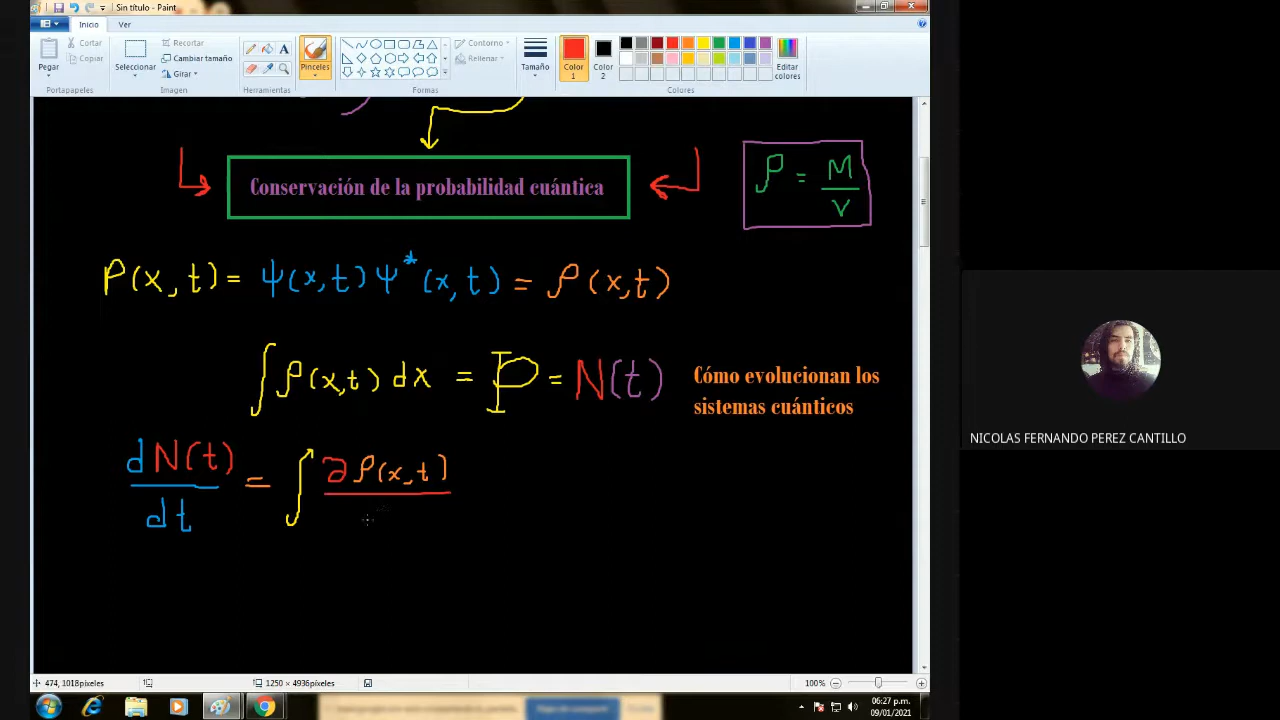 Sin título - Paint
Inicio Ver
Pegar
Cortar
Copiar
Portapapeles
Seleccionar
Recortar
Cambiar tamaño
Girar
Imagen
Herramientas
Pinceles
Formas
Contorno
Rellenar
Tamaño
Color 1
Color 2
Editar colores
Colores
Conservación de la probabilidad cuántica
ρ = M/V
P(x,t) = Ψ(x,t) Ψ*(x,t) = ρ(x,t)
∫ρ(x,t) dx = P = N(t)
Cómo evolucionan los
sistemas cuánticos
dN(t)/dt = ∫ ∂ρ(x,t)
NICOLAS FERNANDO PEREZ CANTILLO
474, 1018píxeles
1250 × 4936píxeles
100%
06:27 p.m.
09/01/2021